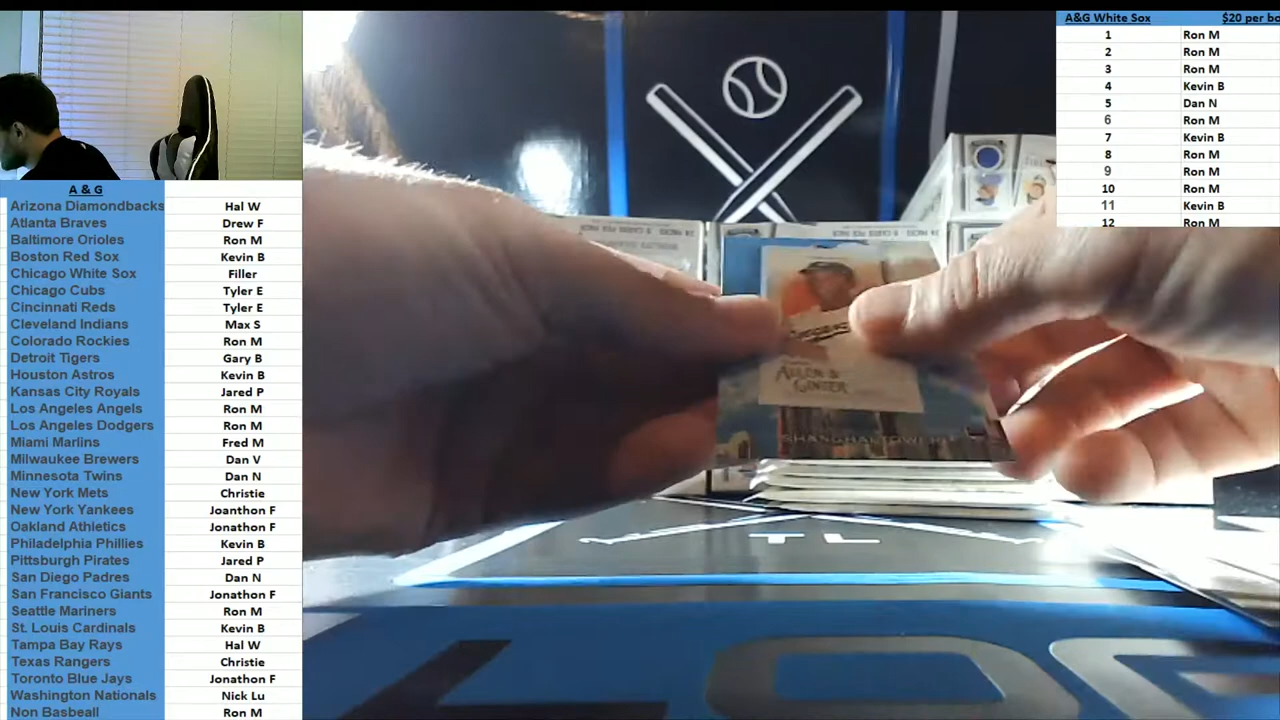 A & G
Arizona Diamondbacks Hal W
Atlanta Braves Drew F
Baltimore Orioles Ron M
Boston Red Sox Kevin B
Chicago White Sox Filler
Chicago Cubs Tyler E
Cincinnati Reds Tyler E
Cleveland Indians Max S
Colorado Rockies Ron M
Detroit Tigers Gary B
Houston Astros Kevin B
Kansas City Royals Jared P
Los Angeles Angels Ron M
Los Angeles Dodgers Ron M
Miami Marlins Fred M
Milwaukee Brewers Dan V
Minnesota Twins Dan N
New York Mets Christie
New York Yankees Joanthon F
Oakland Athletics Jonathon F
Philadelphia Phillies Kevin B
Pittsburgh Pirates Jared P
San Diego Padres Dan N
San Francisco Giants Jonathon F
Seattle Mariners Ron M
St. Louis Cardinals Kevin B
Tampa Bay Rays Hal W
Texas Rangers Christie
Toronto Blue Jays Jonathon F
Washington Nationals Nick Lu
Non Basbeall Ron M
A&G White Sox $20 per bo
1 Ron M
2 Ron M
3 Ron M
4 Kevin B
5 Dan N
6 Ron M
7 Kevin B
8 Ron M
9 Ron M
10 Ron M
11 Kevin B
12 Ron M
ALLEN &
GINTER
SHANGHAI TOWER
TL